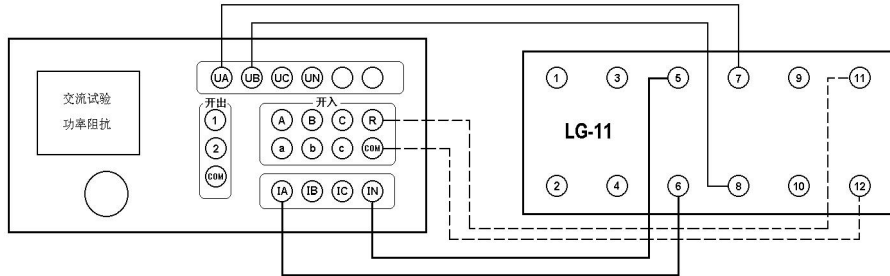 UA UB UC UN
交流试验
功率阻抗
开出
1
2
COM
开入
A B C R
a b c COM
IA IB IC IN
1 3 5 7 9 11
LG-11
2 4 6 8 10 12